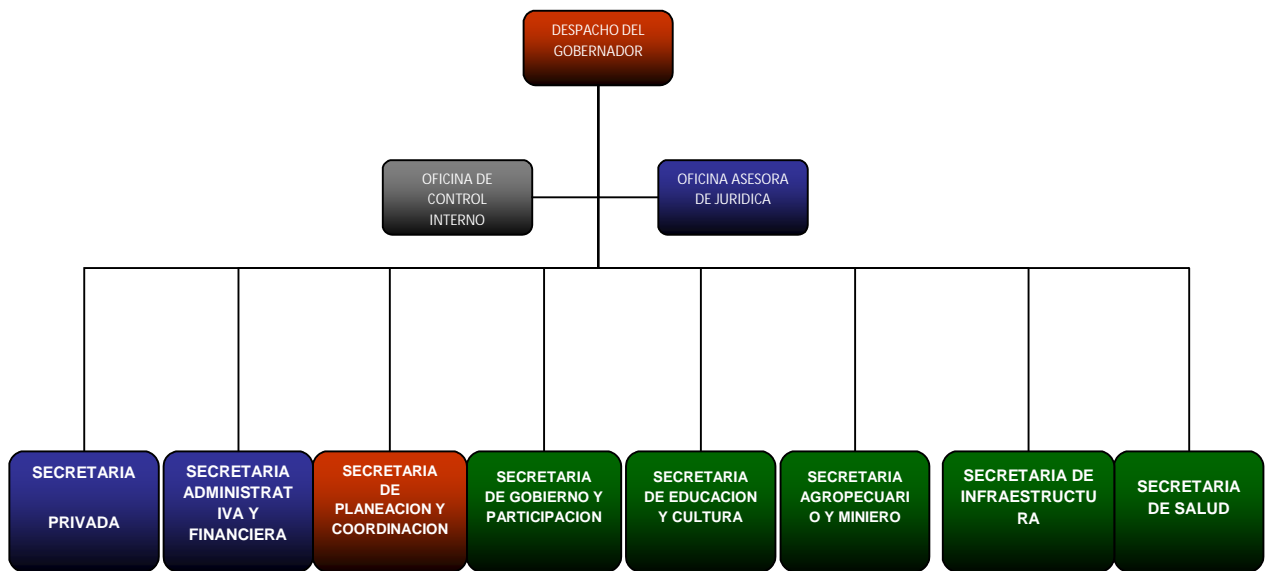 DESPACHO DEL
GOBERNADOR
OFICINA DE
CONTROL
INTERNO
OFICINA ASESORA
DE JURIDICA
SECRETARIA
PRIVADA
SECRETARIA
ADMINISTRAT
IVA Y
FINANCIERA
SECRETARIA
DE
PLANEACION Y
COORDINACION
SECRETARIA
DE GOBIERNO Y
PARTICIPACION
SECRETARIA
DE EDUCACION
Y CULTURA
SECRETARIA
AGROPECUARI
O Y MINIERO
SECRETARIA DE
INFRAESTRUCTU
RA
SECRETARIA
DE SALUD